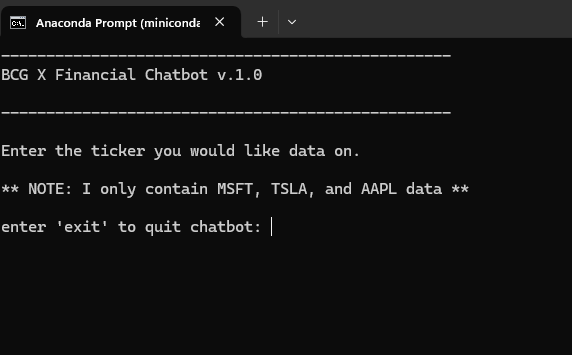 Anaconda Prompt (miniconda
--------------------------------------------------
BCG X Financial Chatbot v.1.0
--------------------------------------------------
Enter the ticker you would like data on.
** NOTE: I only contain MSFT, TSLA, and AAPL data **
enter 'exit' to quit chatbot: